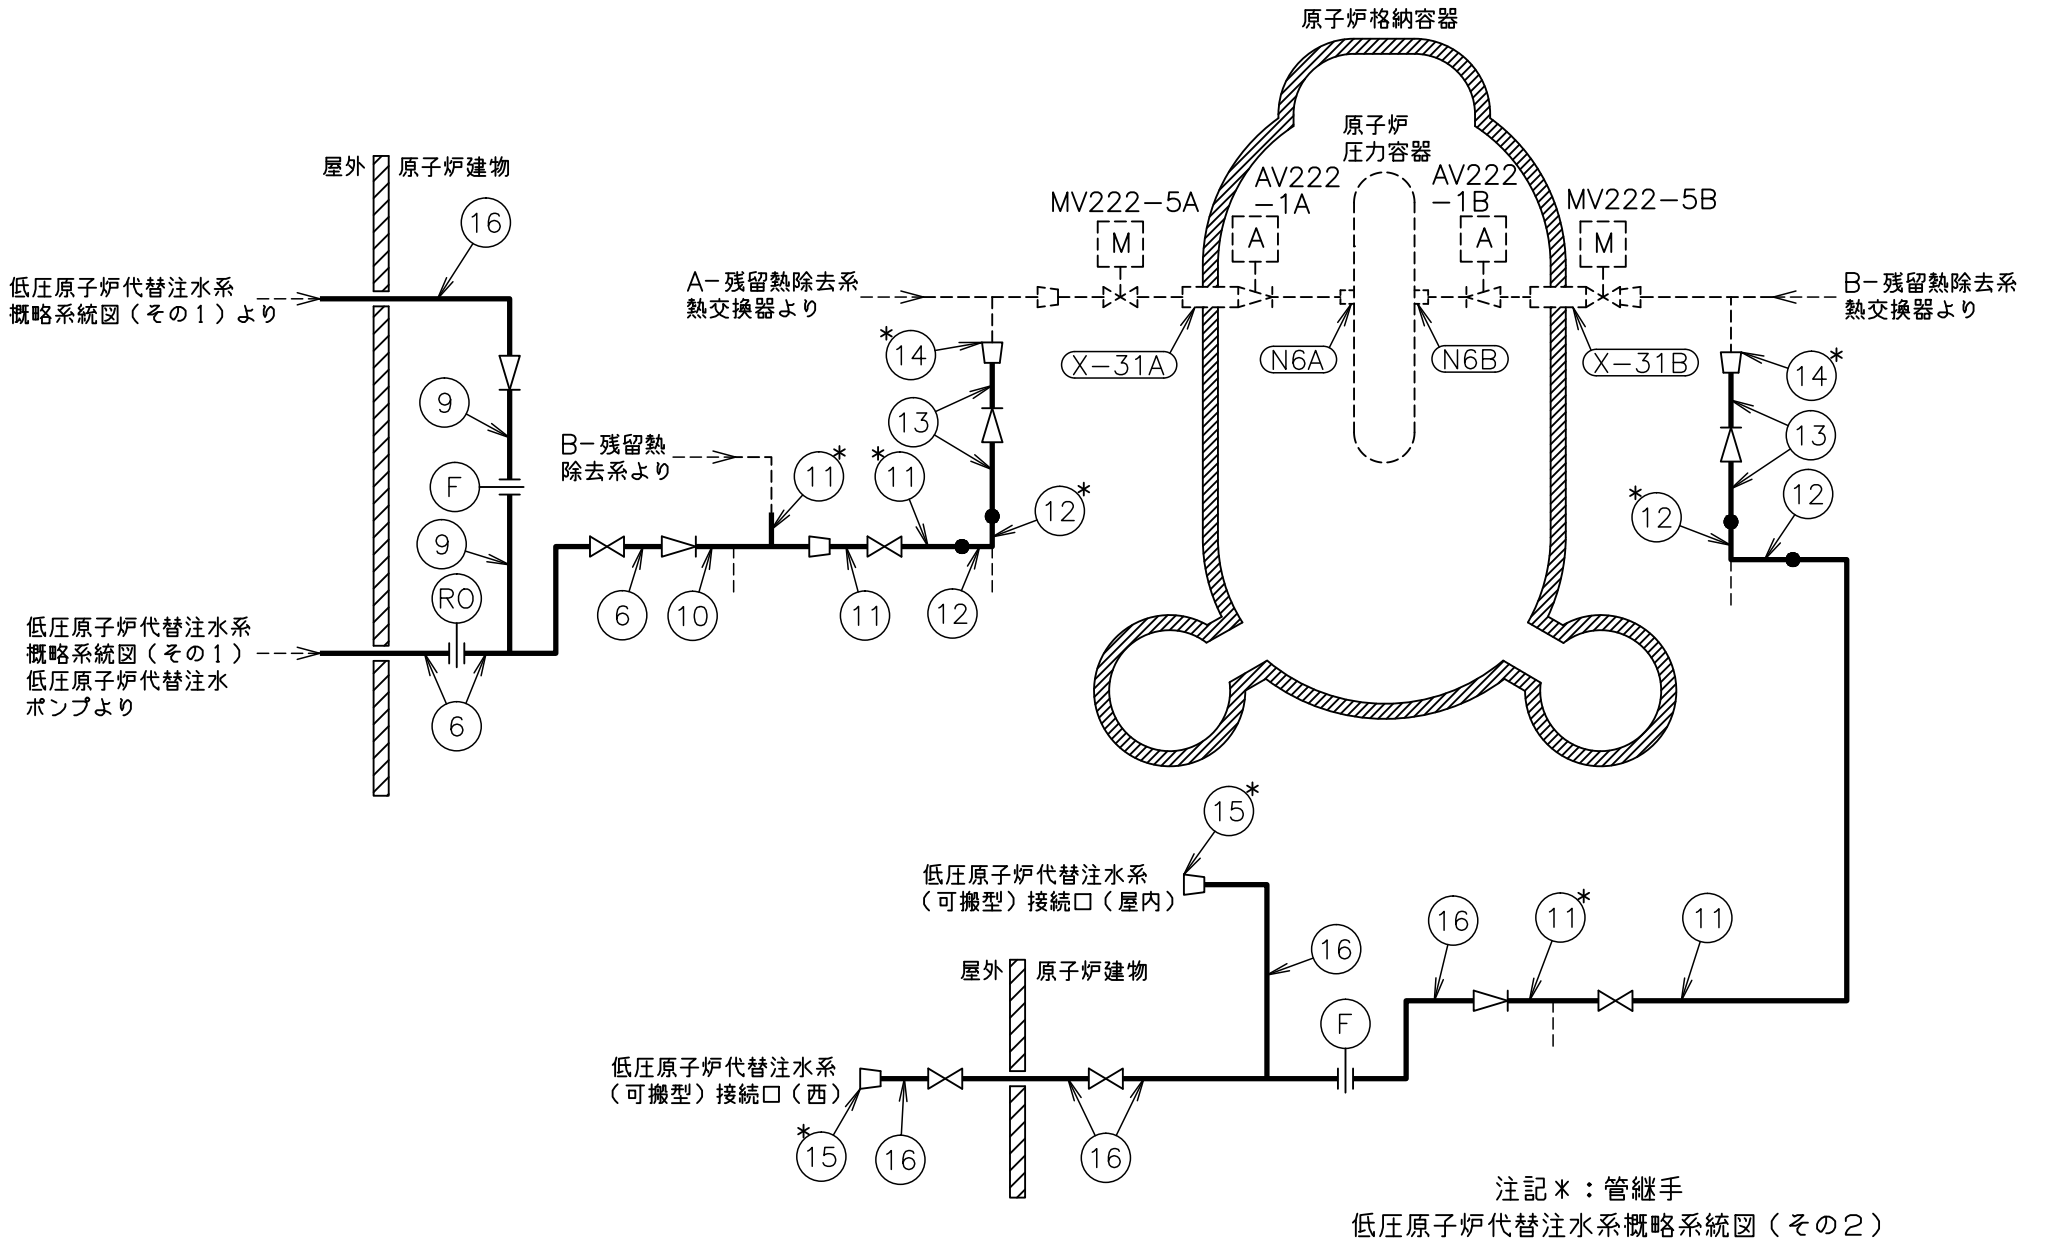 原子炉格納容器
原子炉
圧力容器
屋外
原子炉建物
16
MV222-5A
AV222
-1A
AV222
-1B
MV222-5B
M
A
A
M
低圧原子炉代替注水系
概略系統図(その1)より
A-残留熱除去系
熱交換器より
B-残留熱除去系
熱交換器より
*
14
X-31A
N6A
N6B
X-31B
14
*
9
13
13
B-残留熱
除去系より
11
*
*
11
F
12
*
*
12
12
9
RO
6
10
11
12
低圧原子炉代替注水系
概略系統図(その1)
低圧原子炉代替注水
ポンプより
6
15
*
低圧原子炉代替注水系
(可搬型)接続口(屋内)
16
16
11
*
11
屋外
原子炉建物
F
低圧原子炉代替注水系
(可搬型)接続口(西)
*
15
16
16
注記*:管継手
低圧原子炉代替注水系概略系統図(その2)